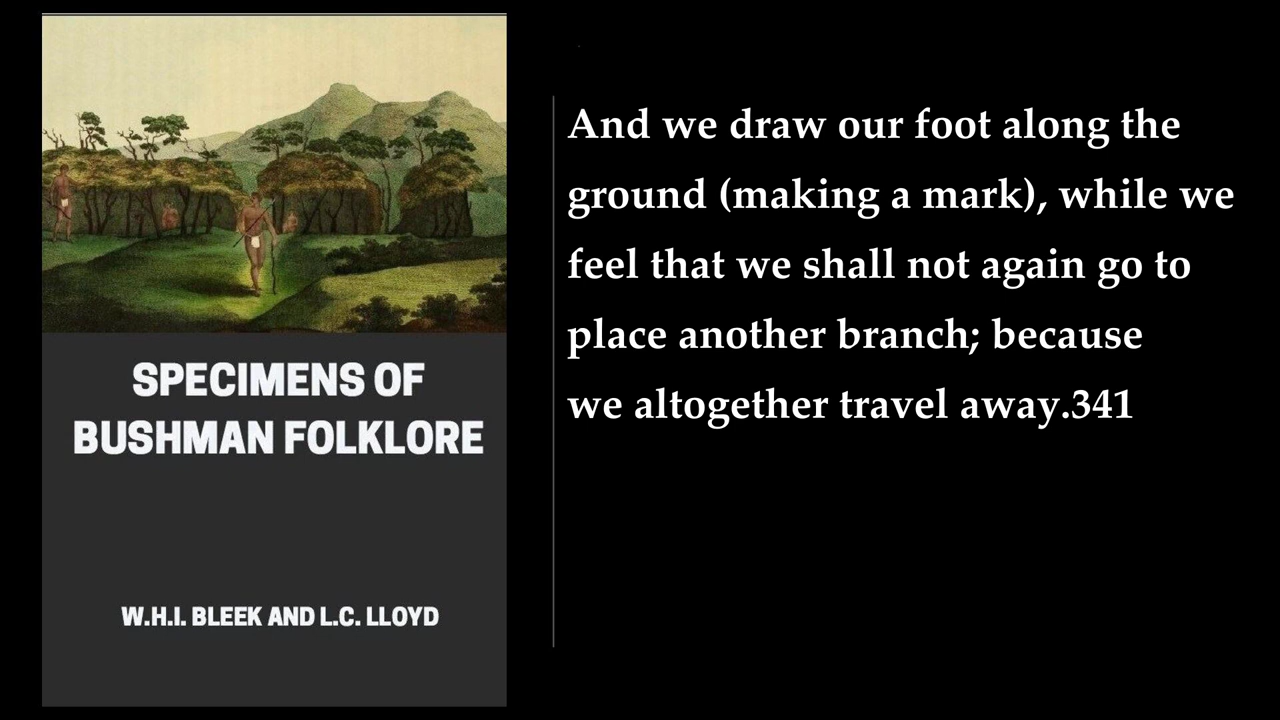 SPECIMENS OF
BUSHMAN FOLKLORE
W.H.I. BLEEK AND L.C. LLOYD
And we draw our foot along the
ground (making a mark), while we
feel that we shall not again go to
place another branch; because
we altogether travel away.341